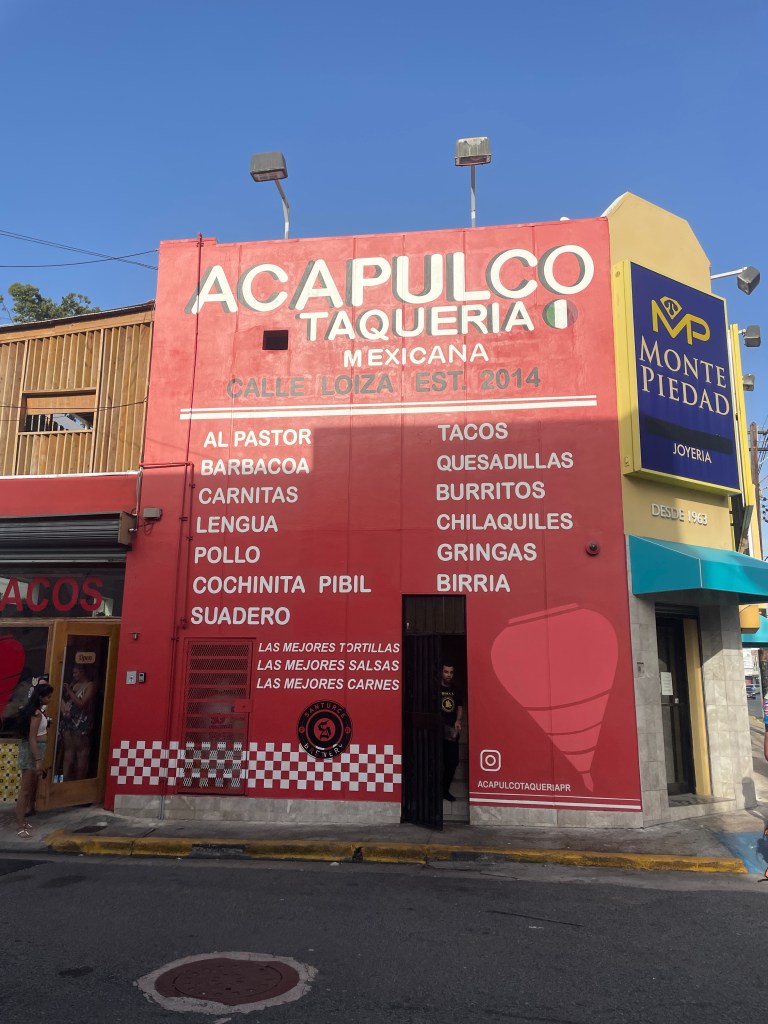 ACAPULCO
TAQUERIA
MEXICANA
CALLE LOIZA EST. 2014
AL PASTOR
BARBACOA
CARNITAS
LENGUA
POLLO
COCHINITA PIBIL
SUADERO
TACOS
QUESADILLAS
BURRITOS
CHILAQUILES
GRINGAS
BIRRIA
LAS MEJORES TORTILLAS
LAS MEJORES SALSAS
LAS MEJORES CARNES
SANTURCE
S
ACAPULCOTAQUERIAPR
TACOS
MP
MONTE
PIEDAD
JOYERIA
DESDE 1963